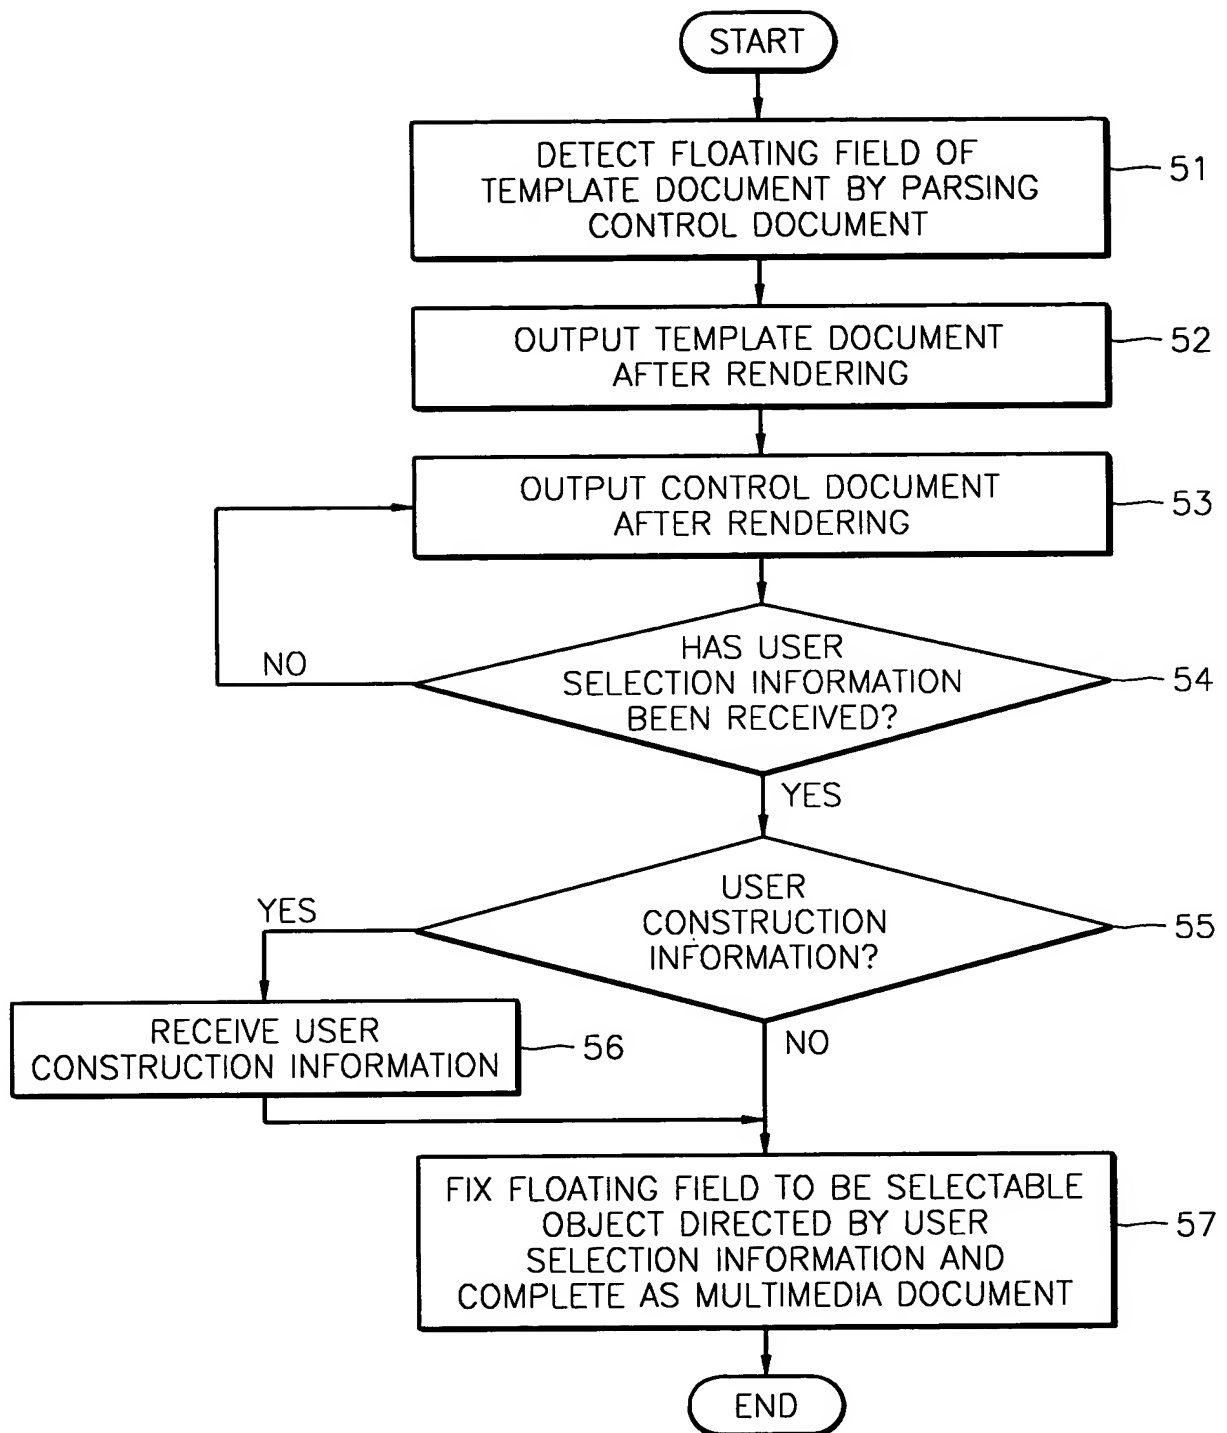 START
DETECT FLOATING FIELD OF
TEMPLATE DOCUMENT BY PARSING
CONTROL DOCUMENT
51
OUTPUT TEMPLATE DOCUMENT
AFTER RENDERING
52
OUTPUT CONTROL DOCUMENT
AFTER RENDERING
53
HAS USER
SELECTION INFORMATION
BEEN RECEIVED?
54
NO
YES
USER
CONSTRUCTION
INFORMATION?
55
YES
NO
RECEIVE USER
CONSTRUCTION INFORMATION
56
FIX FLOATING FIELD TO BE SELECTABLE
OBJECT DIRECTED BY USER
SELECTION INFORMATION AND
COMPLETE AS MULTIMEDIA DOCUMENT
57
END